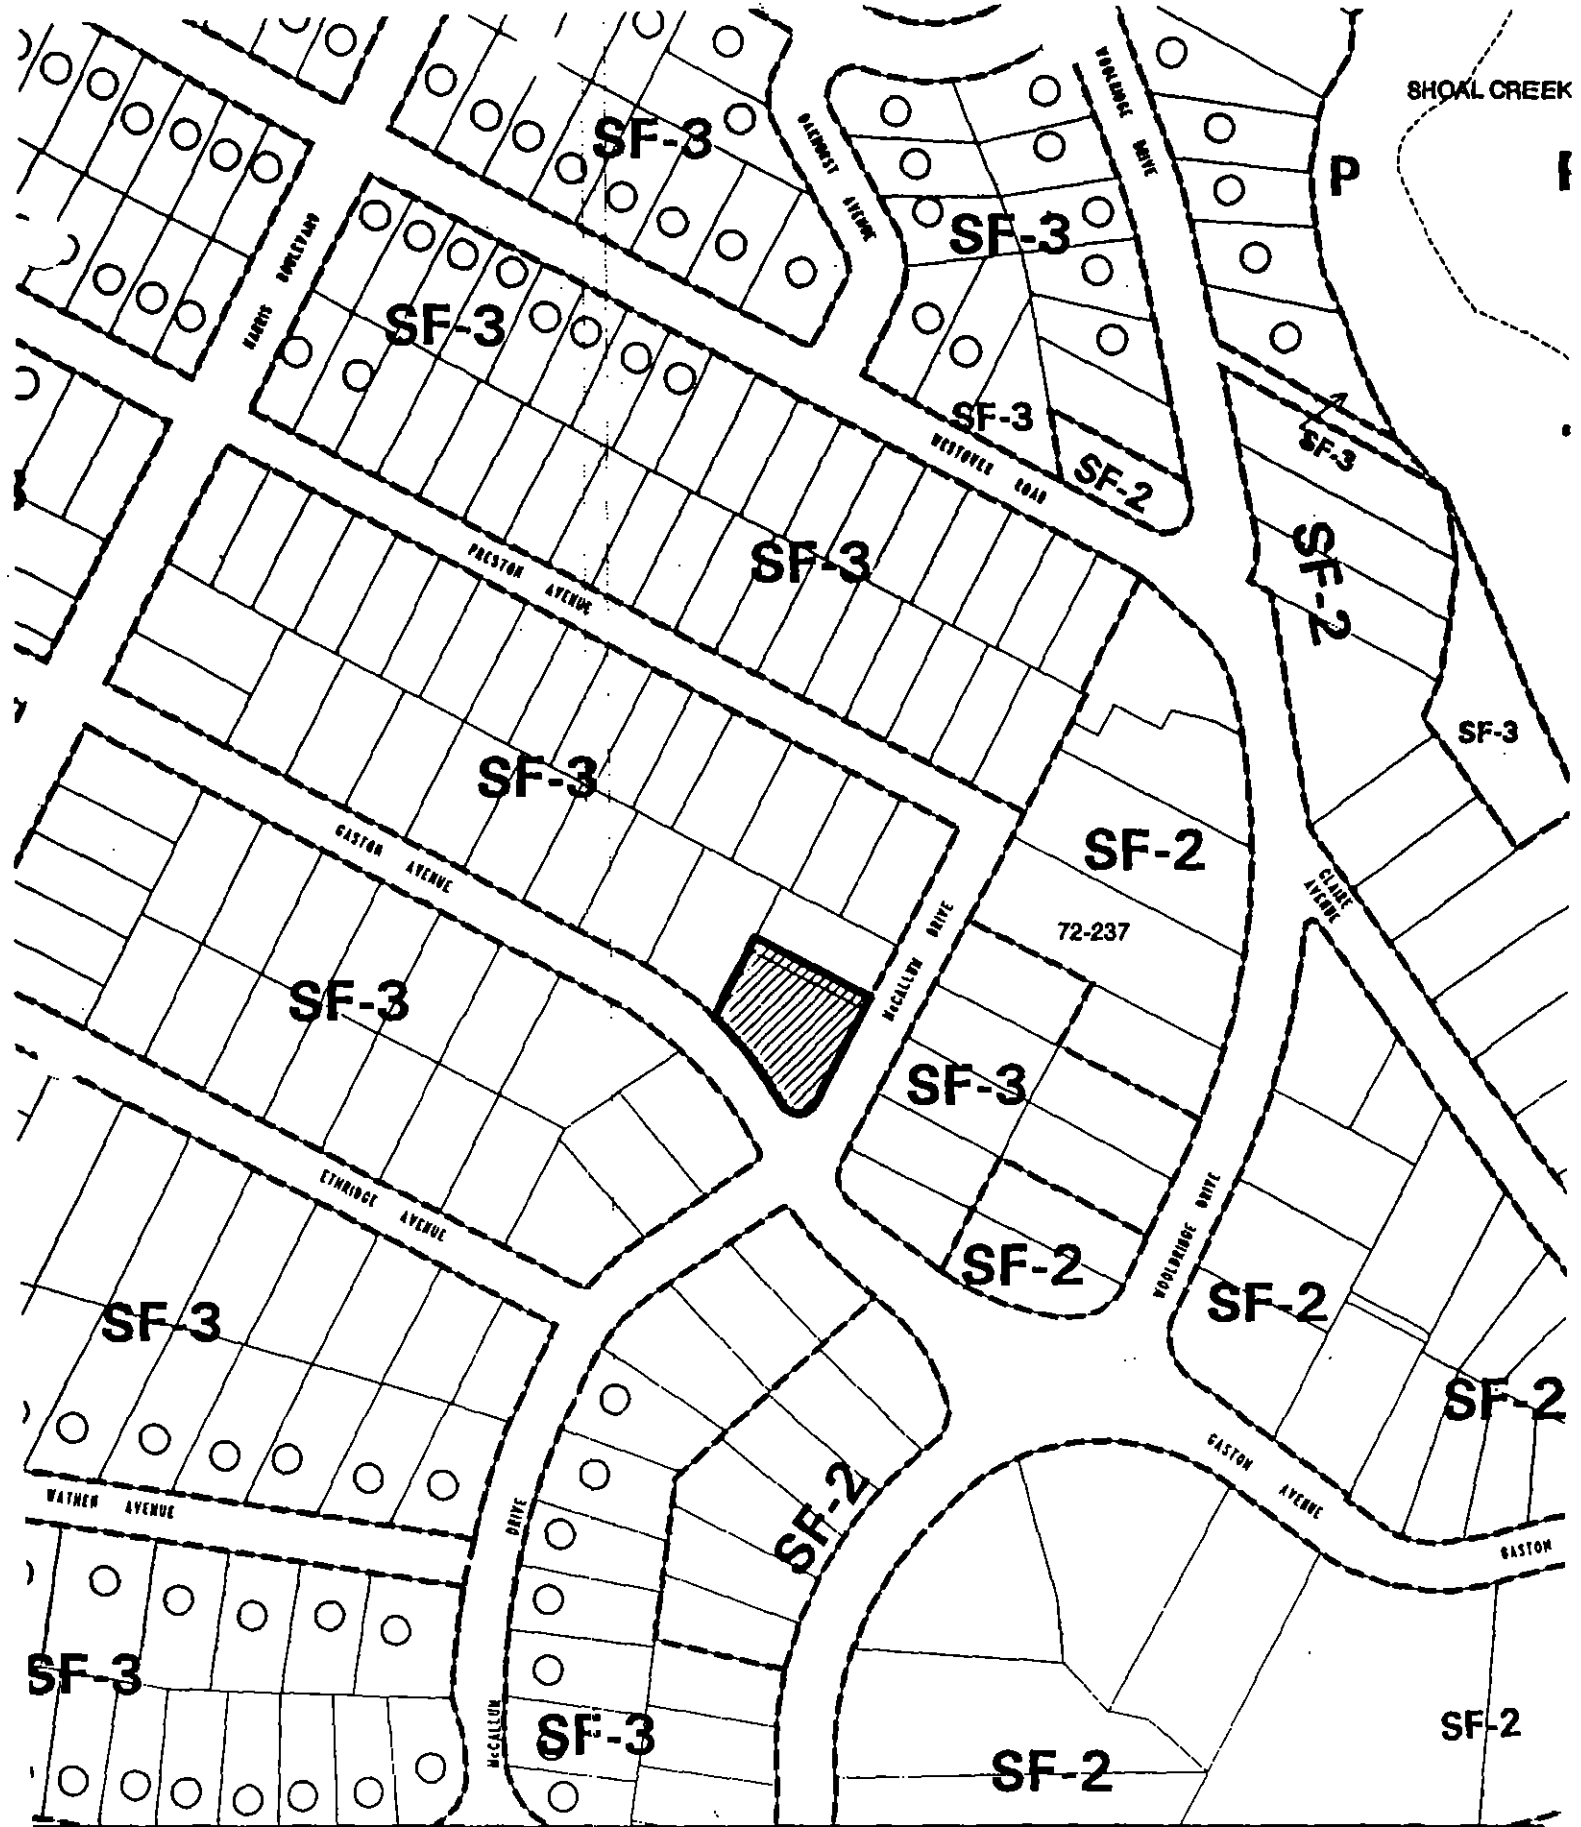 WOOLRIDGE DRIVE
SHOAL CREEK
SF-3
OAKHURST AVENUE
P
SF-3
HARRIS BOULEVARD
SF-3
SF-3
WESTOVER ROAD
SF-2
SF-3
SF-2
PRESTON AVENUE
SF-3
SF-3
SF-3
GASTON AVENUE
SF-2
CLAIRE
AVENUE
72-237
McCALLUM DRIVE
SF-3
SF-3
ETHRIDGE AVENUE
WOOLDRIDGE DRIVE
SF-2
SF-2
SF-3
SF-2
GASTON AVENUE
WATHEN AVENUE
SF-2
GASTON
McCALLUM DRIVE
SF-3
SF-3
SF-2
SF-2